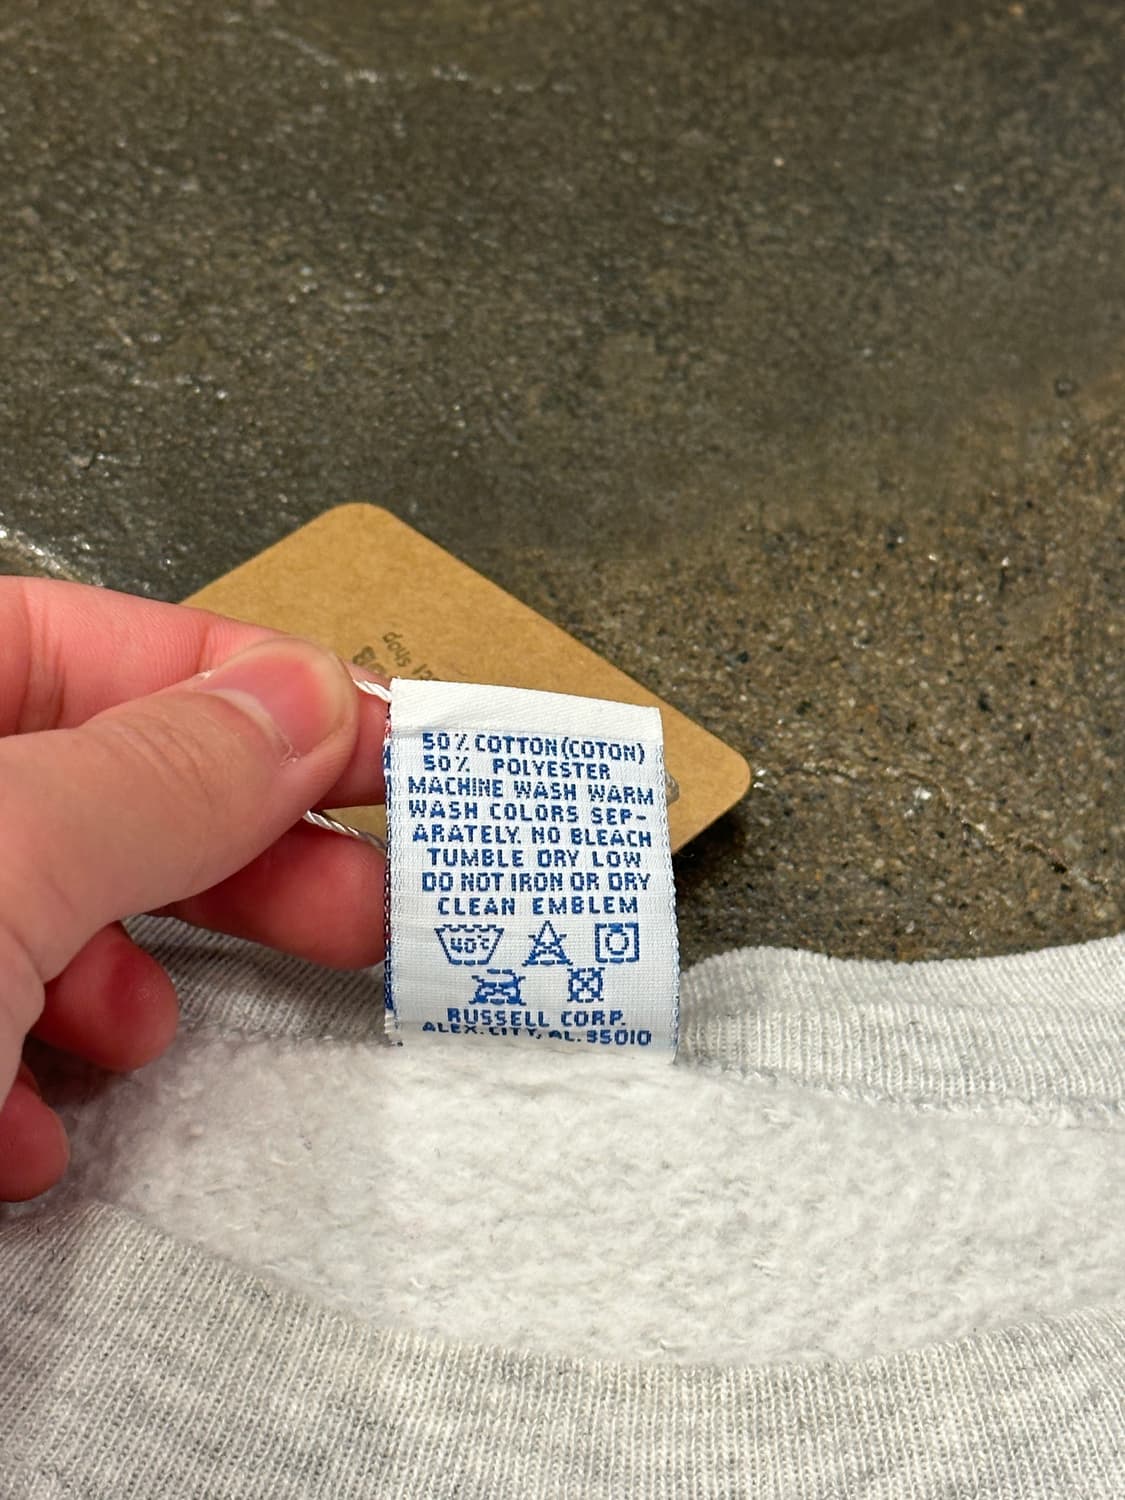 50% COTTON (COTON)
50% POLYESTER
MACHINE WASH WARM
WASH COLORS SEP-
ARATELY. NO BLEACH
TUMBLE DRY LOW
DO NOT IRON OR DRY
CLEAN EMBLEM
40°C
RUSSELL CORP.
ALEX. CITY, AL. 35010